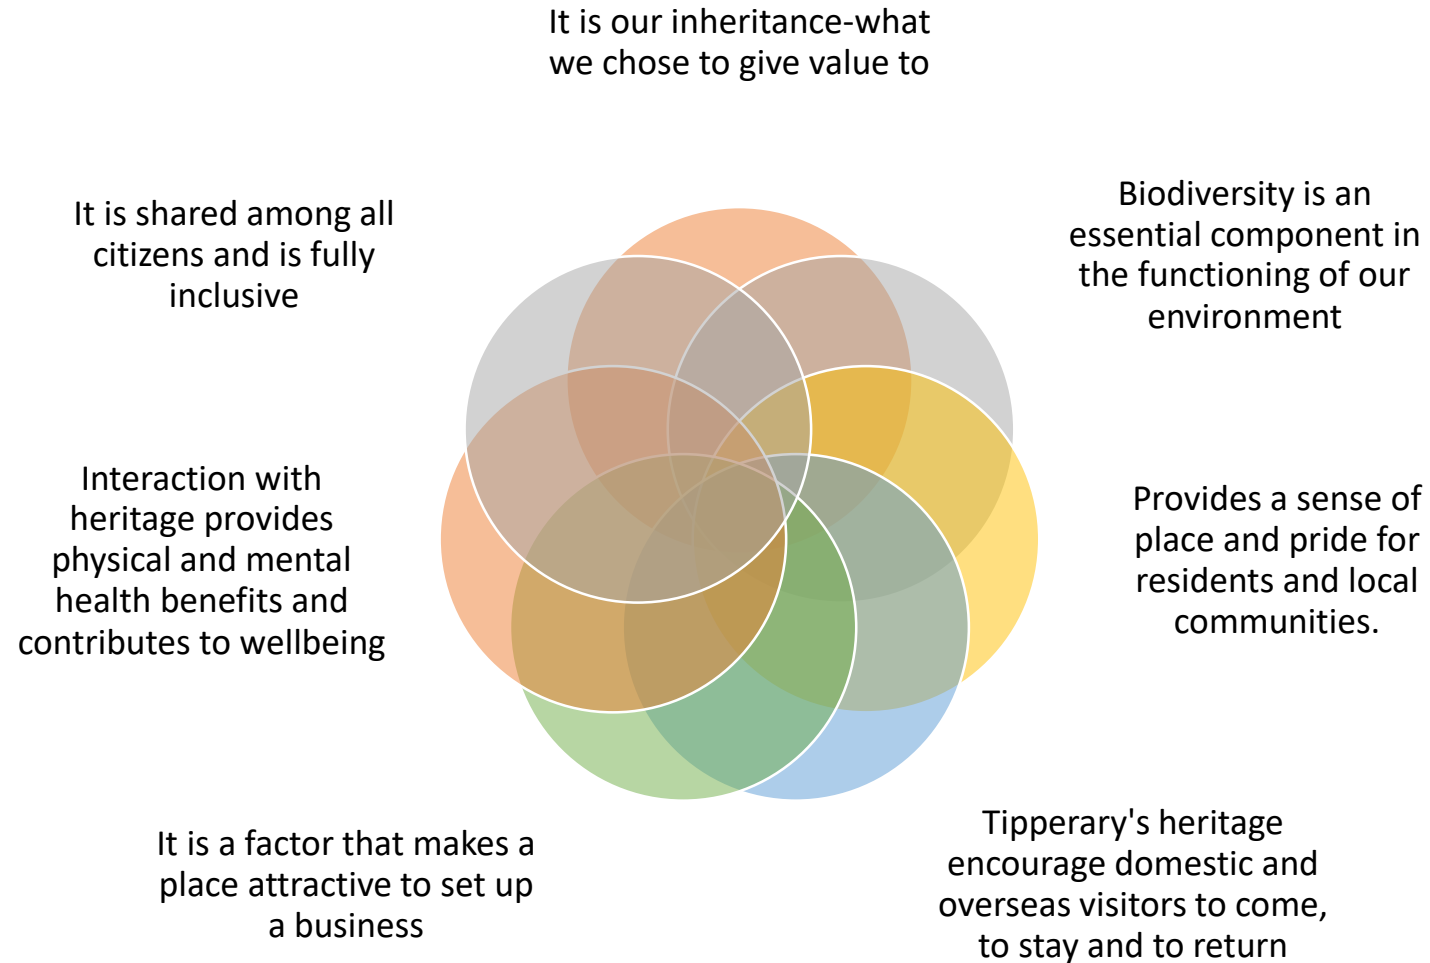 It is our inheritance-what
we chose to give value to
Biodiversity is an
essential component in
the functioning of our
environment
Provides a sense of
place and pride for
residents and local
communities.
Tipperary's heritage
encourage domestic and
overseas visitors to come,
to stay and to return
It is a factor that makes a
place attractive to set up
a business
Interaction with
heritage provides
physical and mental
health benefits and
contributes to wellbeing
It is shared among all
citizens and is fully
inclusive